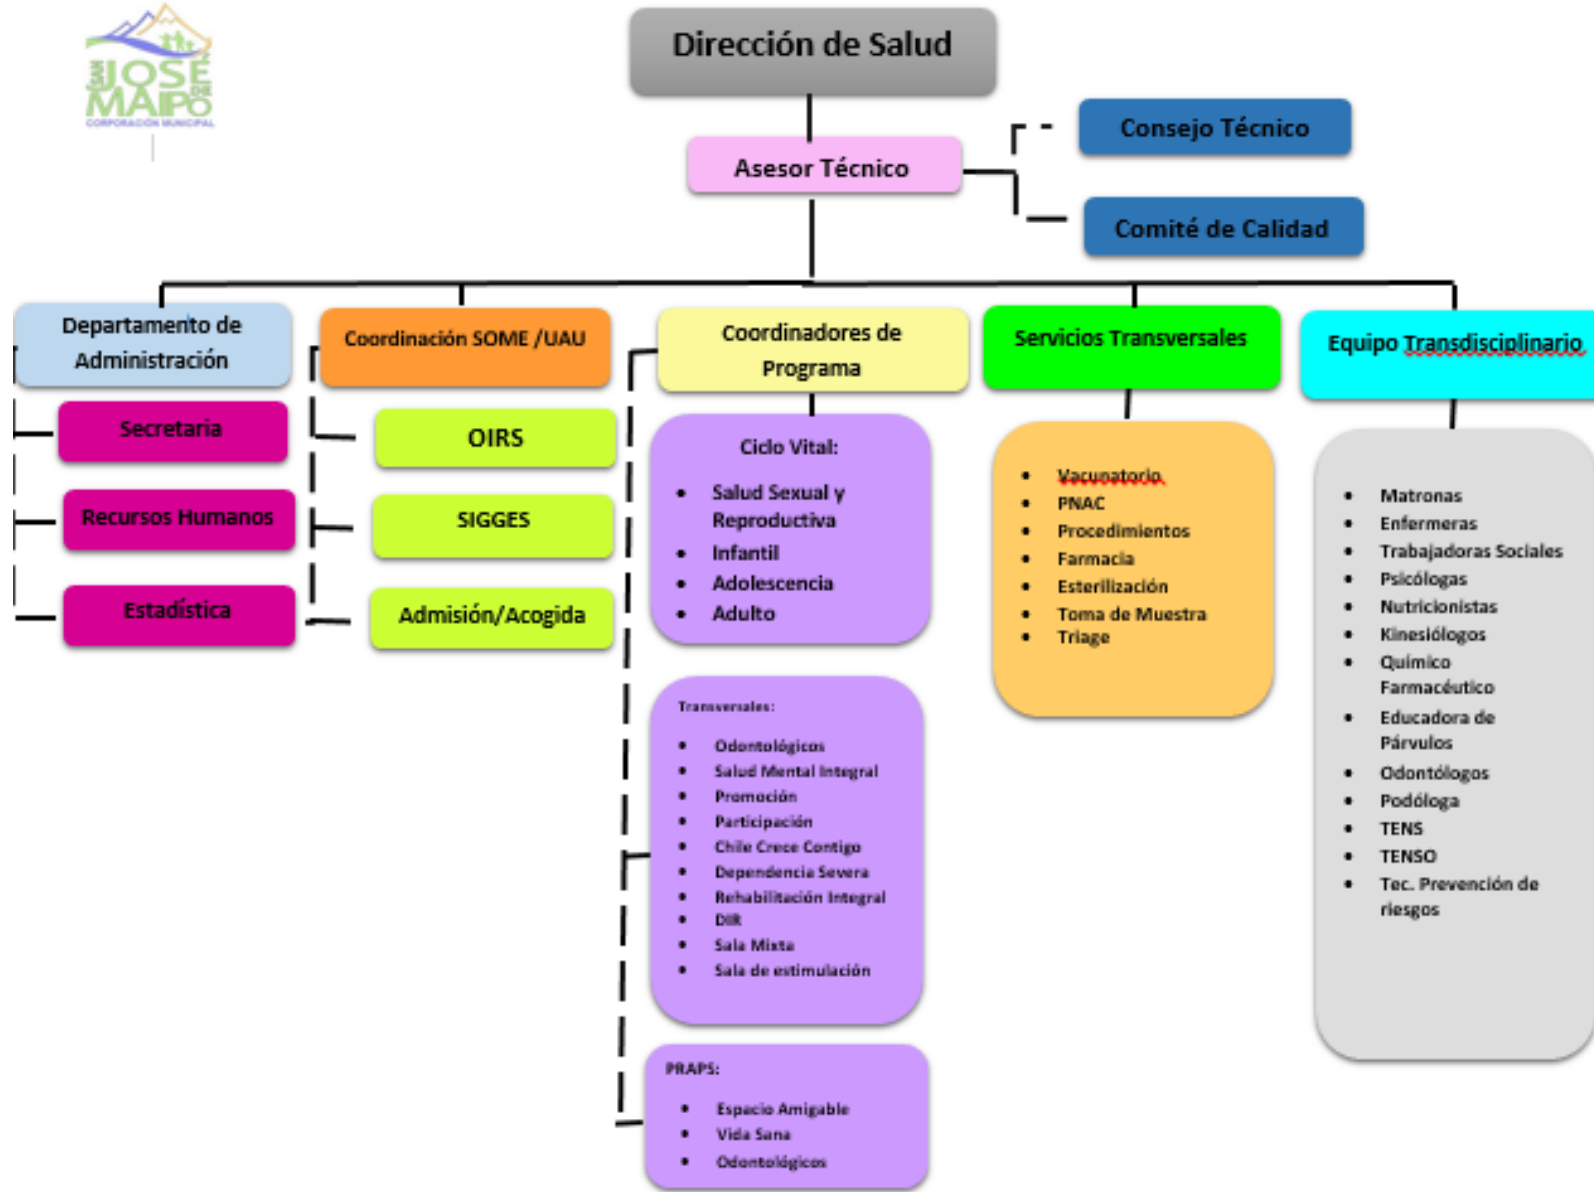 SAN JOSÉ DE
MAIPO
CORPORACIÓN MUNICIPAL
Dirección de Salud
Asesor Técnico
Consejo Técnico
Comité de Calidad
Departamento de
Administración
Secretaria
Recursos Humanos
Estadística
Coordinación SOME /UAU
OIRS
SIGGES
Admisión/Acogida
Coordinadores de
Programa
Ciclo Vital:
• Salud Sexual y
Reproductiva
• Infantil
• Adolescencia
• Adulto
Transversales:
• Odontológicos
• Salud Mental Integral
• Promoción
• Participación
• Chile Crece Contigo
• Dependencia Severa
• Rehabilitación Integral
• DIR
• Sala Mixta
• Sala de estimulación
PRAPS:
• Espacio Amigable
• Vida Sana
• Odontológicos
Servicios Transversales
• Vacunatorio
• PNAC
• Procedimientos
• Farmacia
• Esterilización
• Toma de Muestra
• Triage
Equipo Transdisciplinario
• Matronas
• Enfermeras
• Trabajadoras Sociales
• Psicólogas
• Nutricionistas
• Kinesiólogos
• Químico
Farmacéutico
• Educadora de
Párvulos
• Odontólogos
• Podóloga
• TENS
• TENSO
• Tec. Prevención de
riesgos